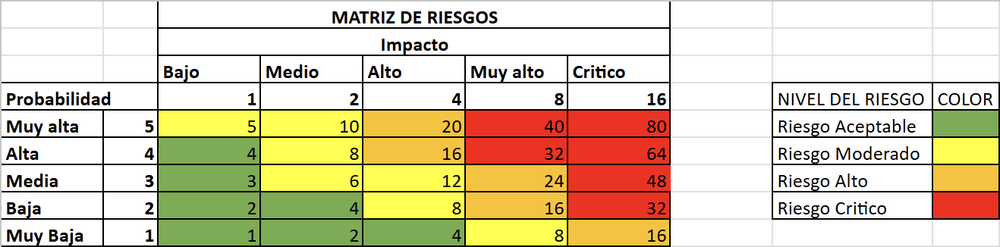 MATRIZ DE RIESGOS
Impacto
Bajo Medio Alto Muy alto Critico
Probabilidad 1 2 4 8 16 NIVEL DEL RIESGO COLOR
Muy alta 5 5 10 20 40 80 Riesgo Aceptable
Alta 4 4 8 16 32 64 Riesgo Moderado
Media 3 3 6 12 24 48 Riesgo Alto
Baja 2 2 4 8 16 32 Riesgo Critico
Muy Baja 1 1 2 4 8 16